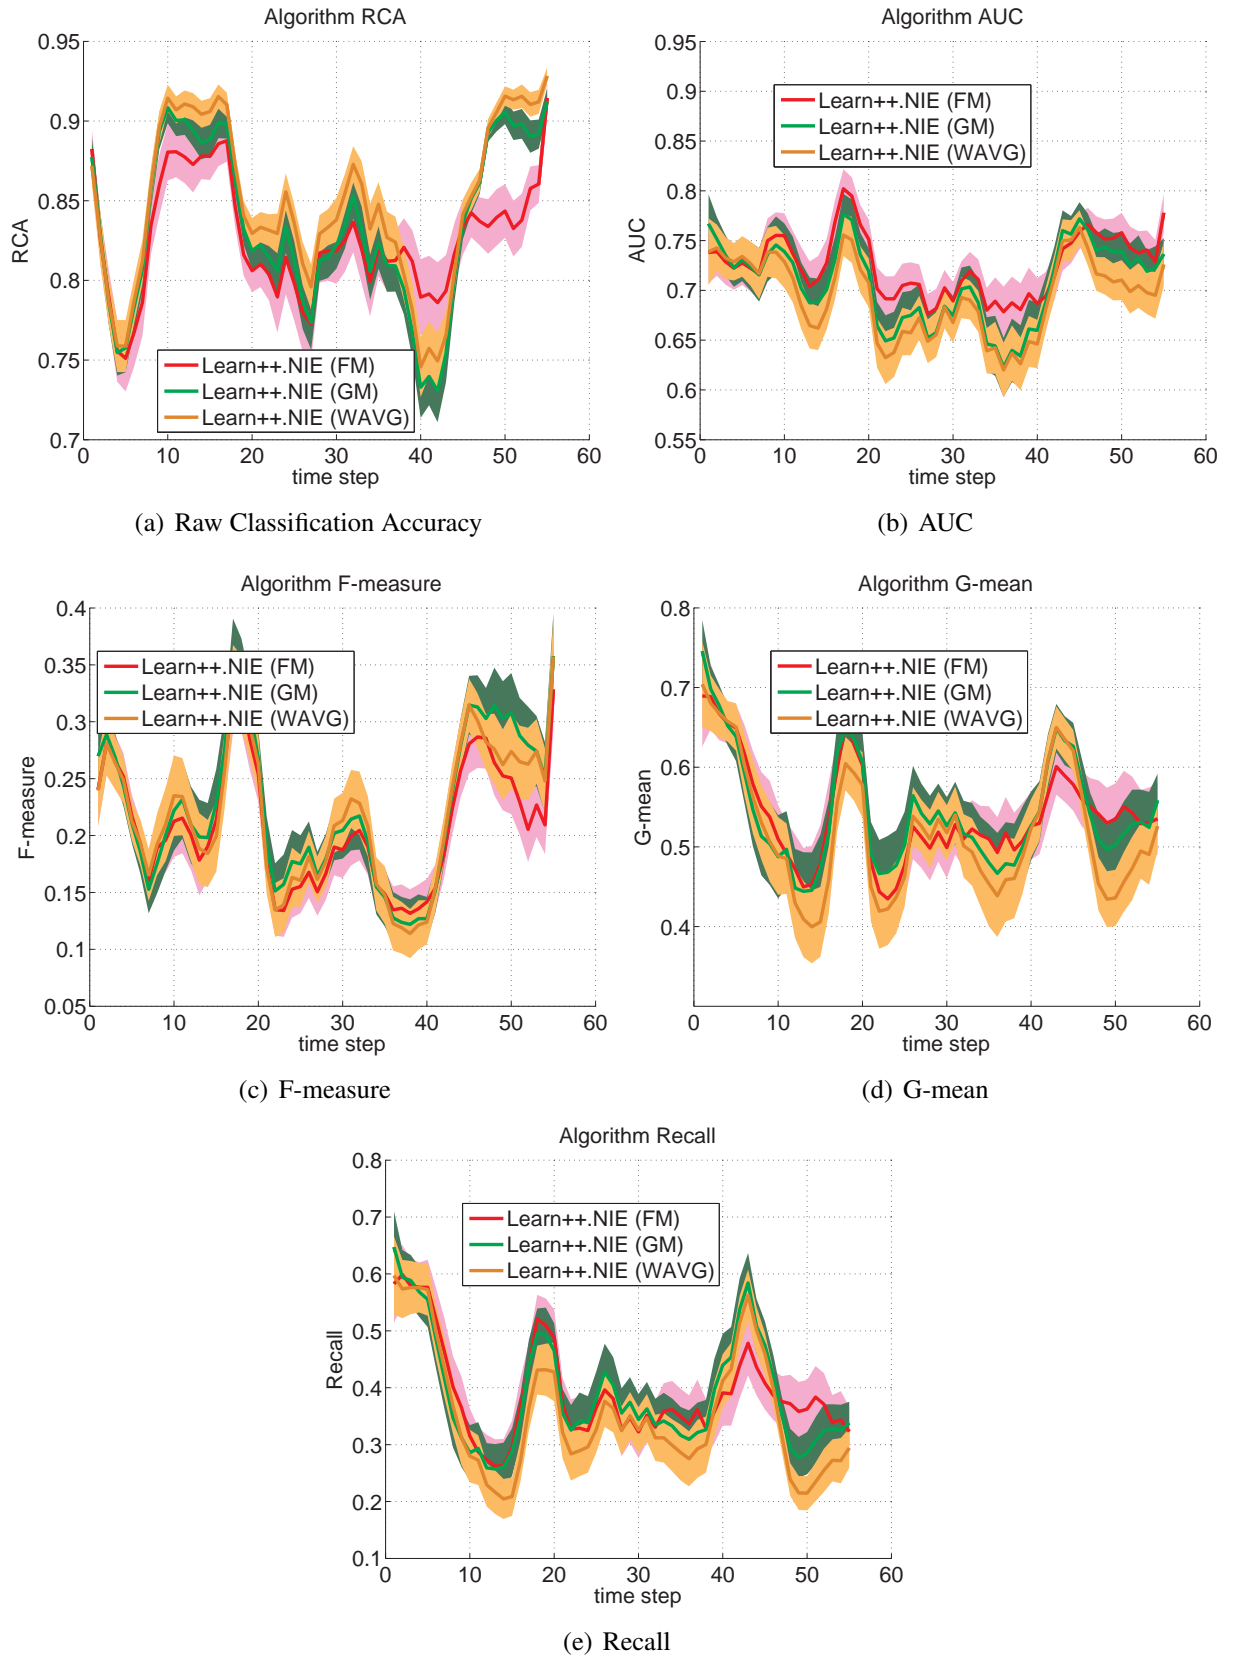 Algorithm RCA
0.95
0.9
0.85
0.8
0.75
0.7
RCA
Learn++.NIE (FM)
Learn++.NIE (GM)
Learn++.NIE (WAVG)
0 10 20 30 40 50 60
time step
(a) Raw Classification Accuracy
Algorithm AUC
0.95
0.9
0.85
0.8
0.75
0.7
0.65
0.6
0.55
AUC
Learn++.NIE (FM)
Learn++.NIE (GM)
Learn++.NIE (WAVG)
0 10 20 30 40 50 60
time step
(b) AUC
Algorithm F-measure
0.4
0.35
0.3
0.25
0.2
0.15
0.1
0.05
F-measure
Learn++.NIE (FM)
Learn++.NIE (GM)
Learn++.NIE (WAVG)
0 10 20 30 40 50 60
time step
(c) F-measure
Algorithm G-mean
0.8
0.7
0.6
0.5
0.4
G-mean
Learn++.NIE (FM)
Learn++.NIE (GM)
Learn++.NIE (WAVG)
0 10 20 30 40 50 60
time step
(d) G-mean
Algorithm Recall
0.8
0.7
0.6
0.5
0.4
0.3
0.2
0.1
Recall
Learn++.NIE (FM)
Learn++.NIE (GM)
Learn++.NIE (WAVG)
0 10 20 30 40 50 60
time step
(e) Recall